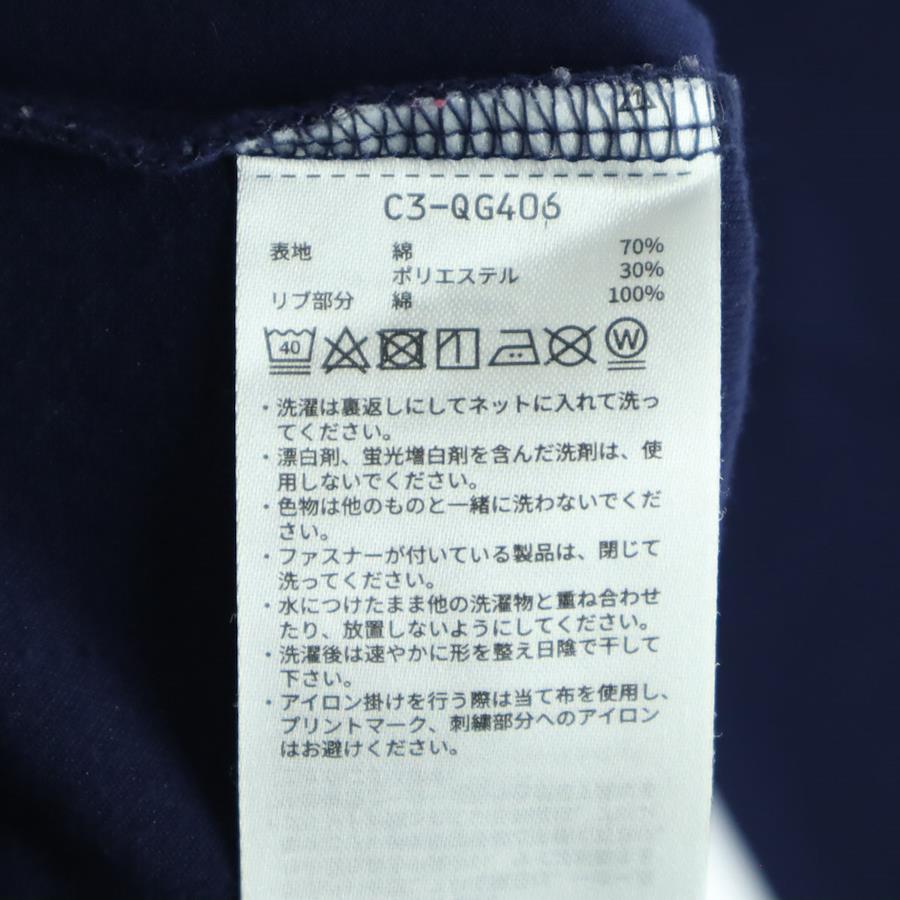 C3-QG406
表地 綿 70%
ポリエステル 30%
リブ部分 綿 100%
40 W
・洗濯は裏返しにしてネットに入れて洗っ
てください。
・漂白剤、蛍光増白剤を含んだ洗剤は、使
用しないでください。
・色物は他のものと一緒に洗わないでくだ
さい。
・ファスナーが付いている製品は、閉じて
洗ってください。
・水につけたまま他の洗濯物と重ね合わせ
たり、放置しないようにしてください。
・洗濯後は速やかに形を整え日陰で干して
下さい。
・アイロン掛けを行う際は当て布を使用し、
プリントマーク、刺繍部分へのアイロン
はお避けください。